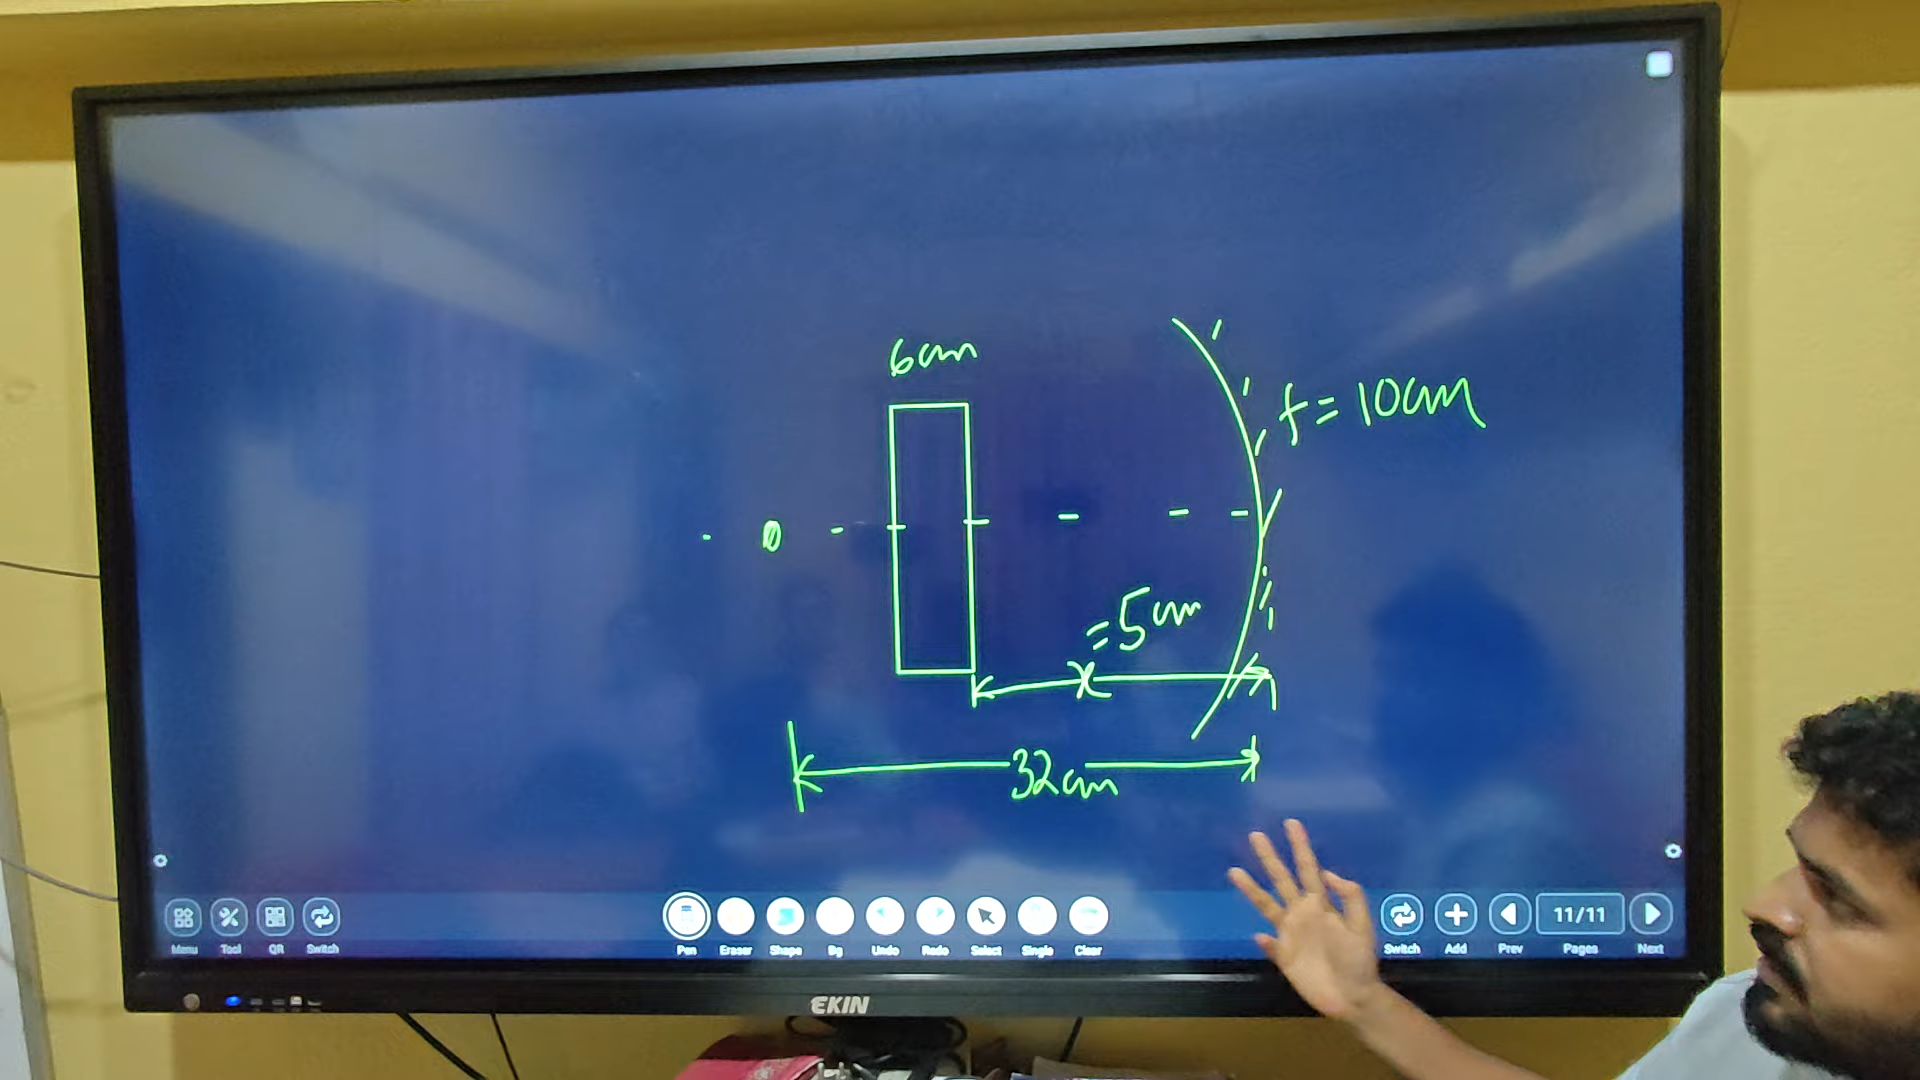 6cm
f = 10cm
O
= 5cm
x
32cm
Menu Tool QR Switch Pen Eraser Shape Bg Undo Redo Select Single Clear Switch Add Prev 11/11 Pages Next
EKIN